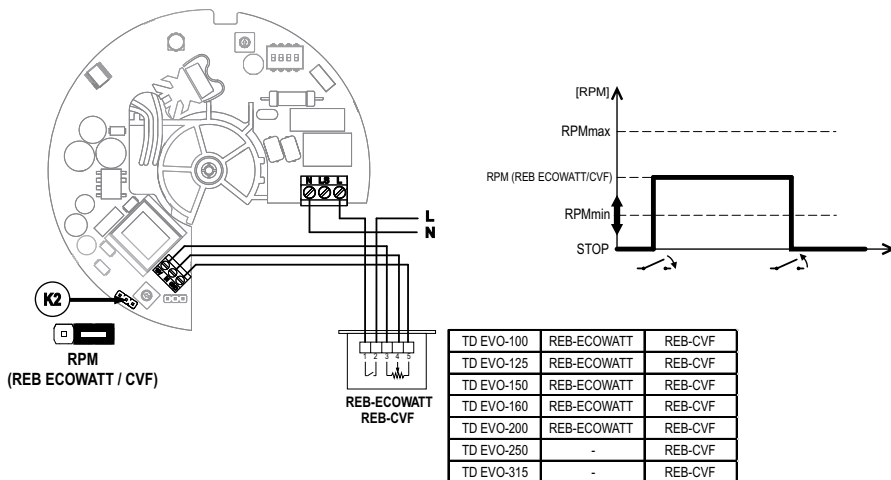 N LS L
L
N
K2
RPM
(REB ECOWATT / CVF)
1 2 3 4 5
REB-ECOWATT
REB-CVF
[RPM]
RPMmax
RPM (REB ECOWATT/CVF)
RPMmin
STOP
TD EVO-100 REB-ECOWATT REB-CVF
TD EVO-125 REB-ECOWATT REB-CVF
TD EVO-150 REB-ECOWATT REB-CVF
TD EVO-160 REB-ECOWATT REB-CVF
TD EVO-200 REB-ECOWATT REB-CVF
TD EVO-250 - REB-CVF
TD EVO-315 - REB-CVF